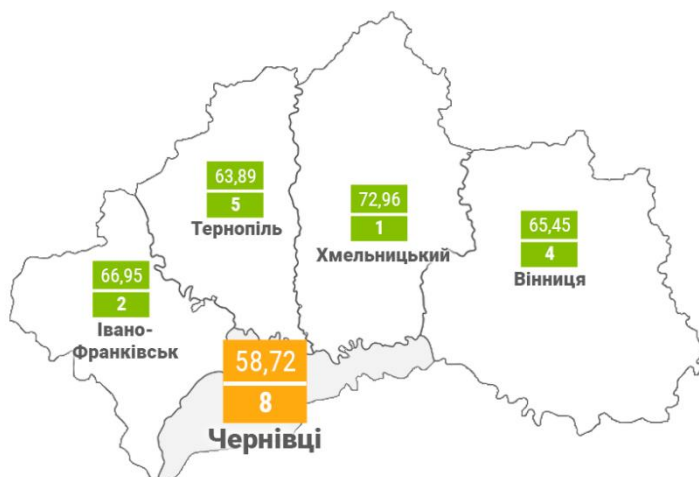 63,89
5
Тернопіль
72,96
1
Хмельницький
65,45
4
Вінниця
66,95
2
Івано-
Франківськ
58,72
8
Чернівці